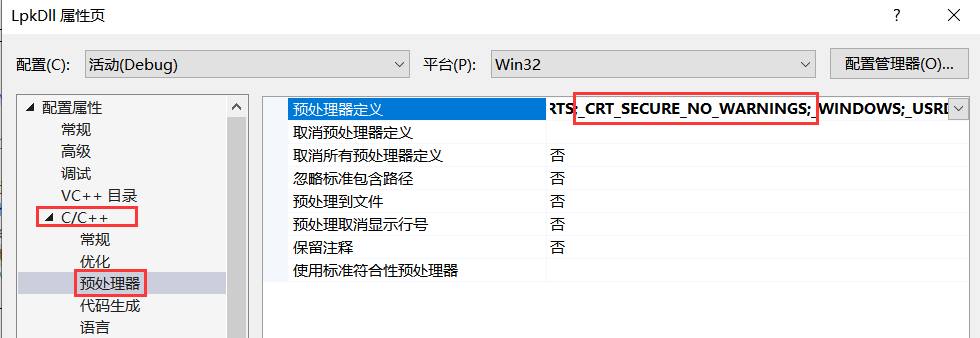 LpkDll 属性页
? ×
配置(C): 活动(Debug) 平台(P): Win32 配置管理器(O)...
配置属性
常规
高级
调试
VC++ 目录
C/C++
常规
优化
预处理器
代码生成
语言
预处理器定义 RTS;_CRT_SECURE_NO_WARNINGS;_WINDOWS;_USRD
取消预处理器定义
取消所有预处理器定义 否
忽略标准包含路径 否
预处理到文件 否
预处理取消显示行号 否
保留注释 否
使用标准符合性预处理器